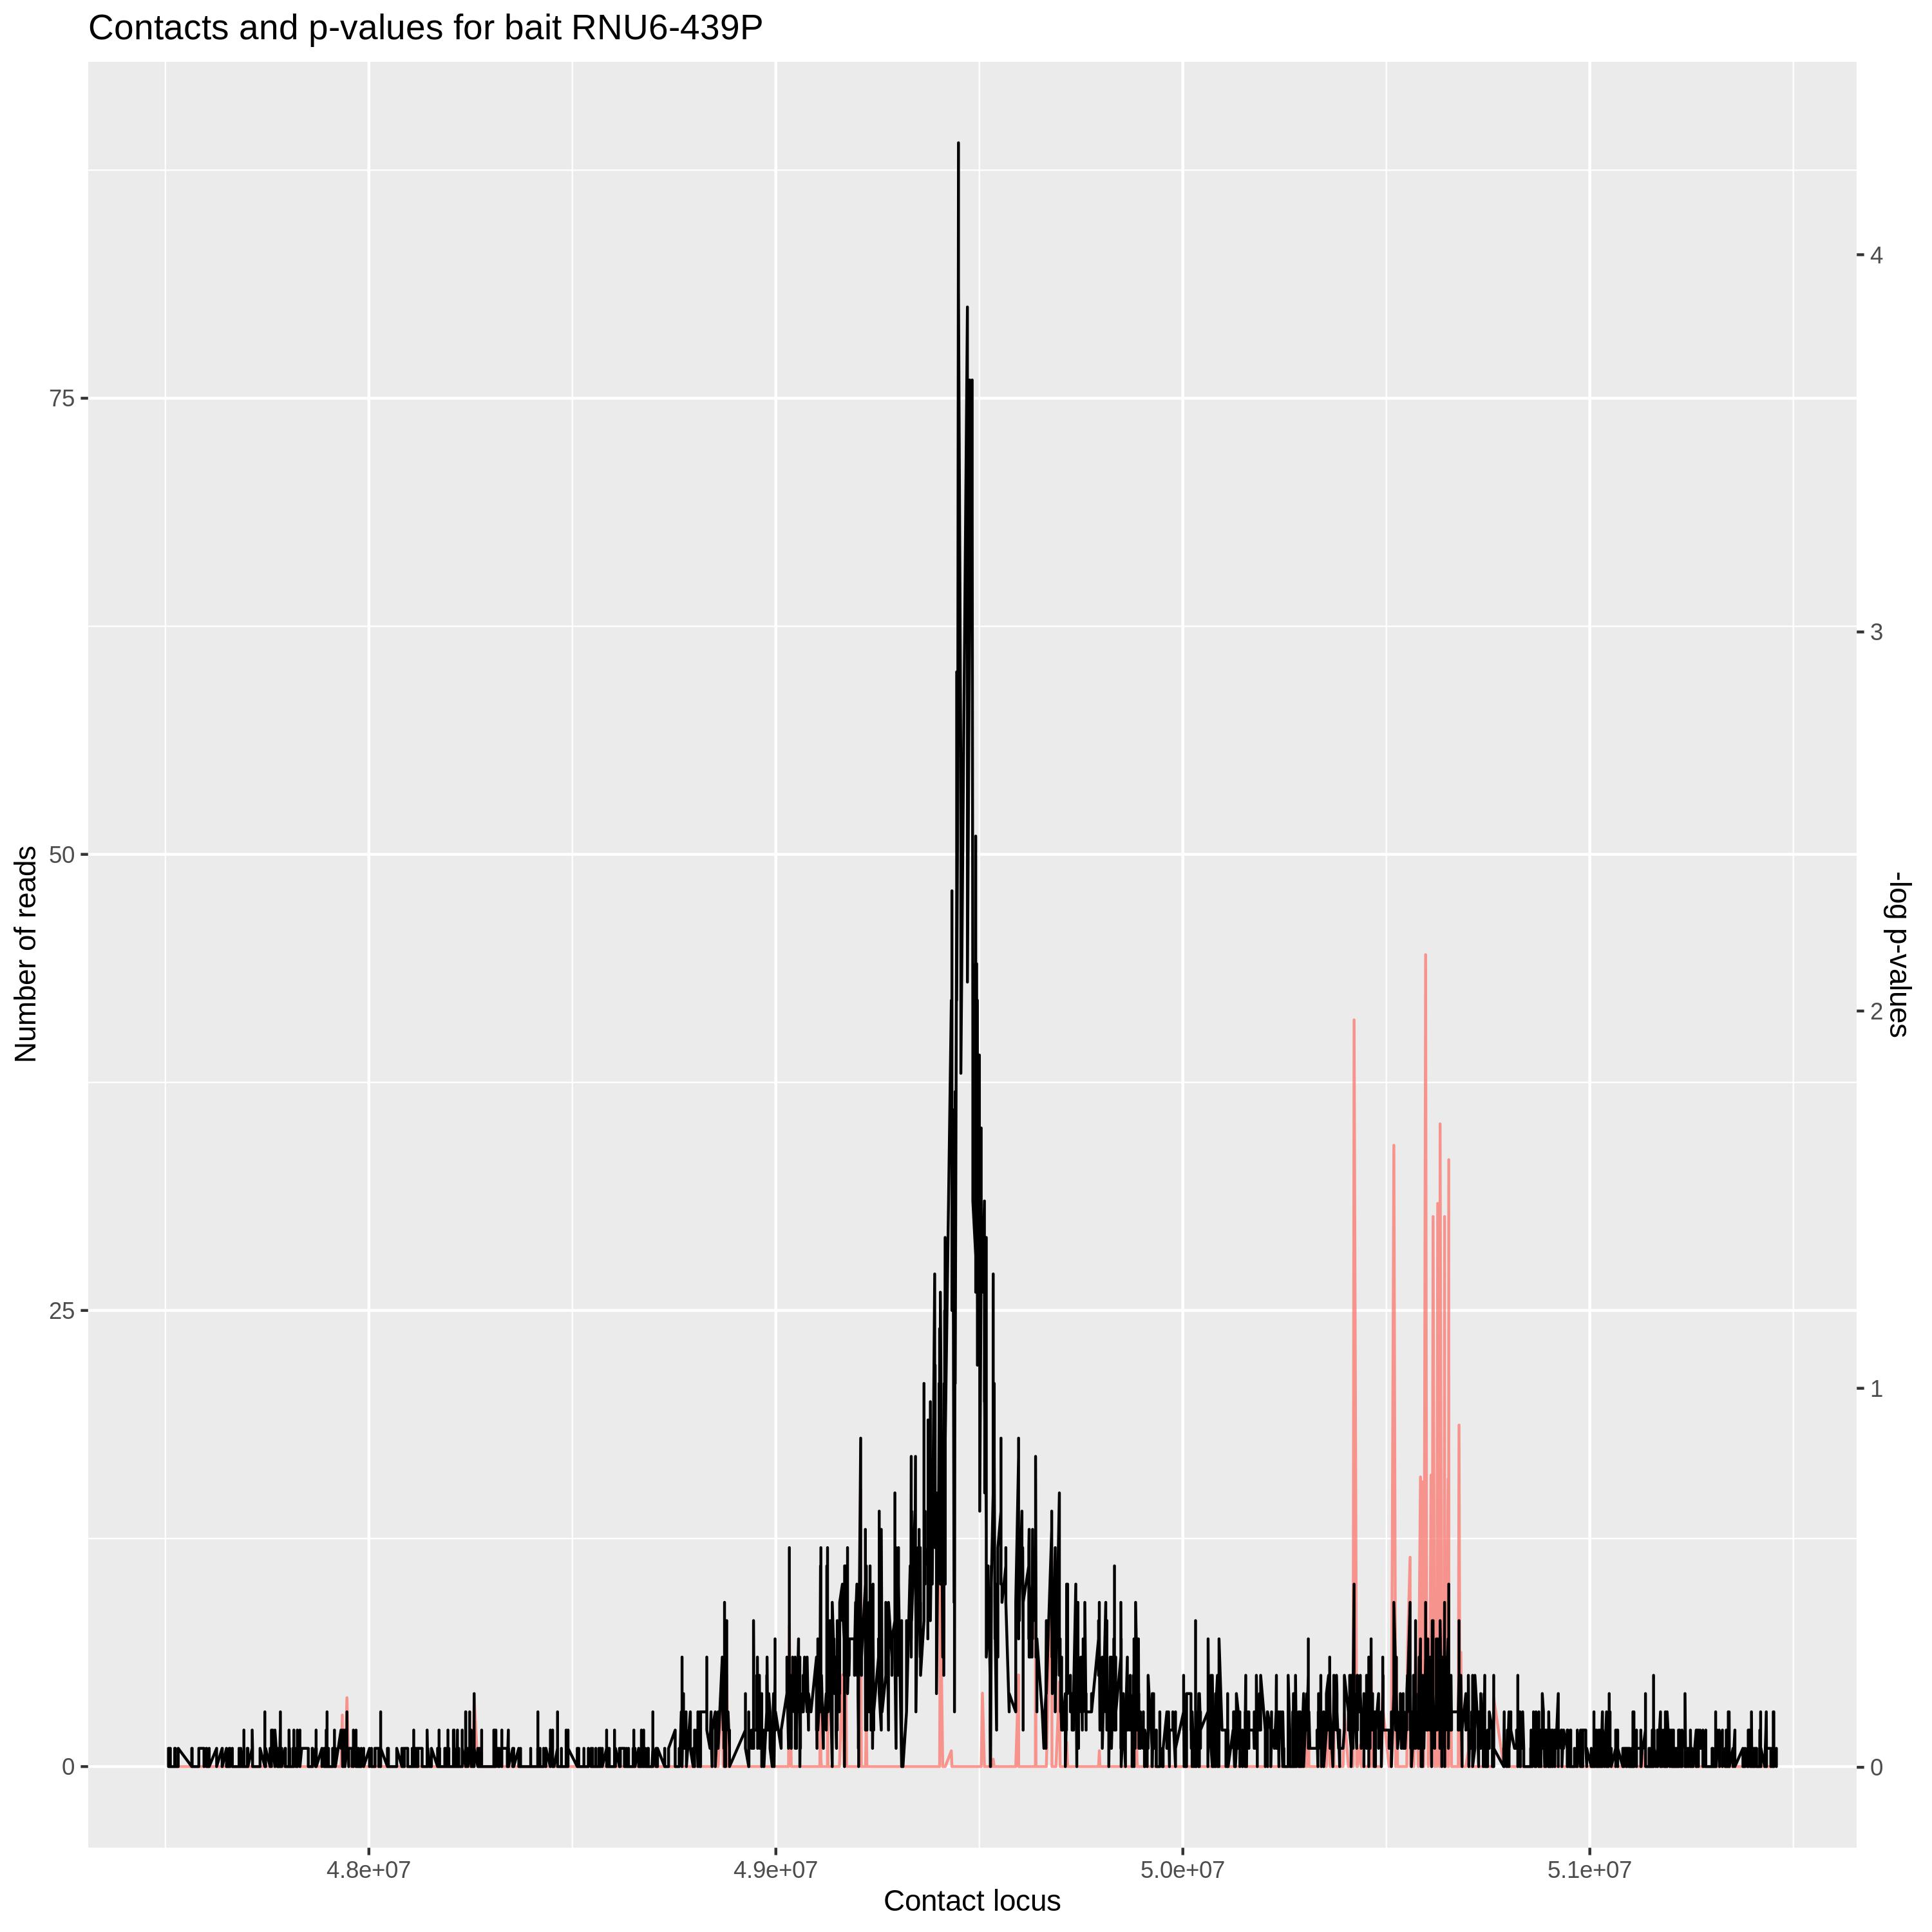 Contacts and p-values for bait RNU6-439P
Number of reads
75
50
25
0
4
3
2
1
0
-log p-values
4.8e+07
4.9e+07
5.0e+07
5.1e+07
Contact locus